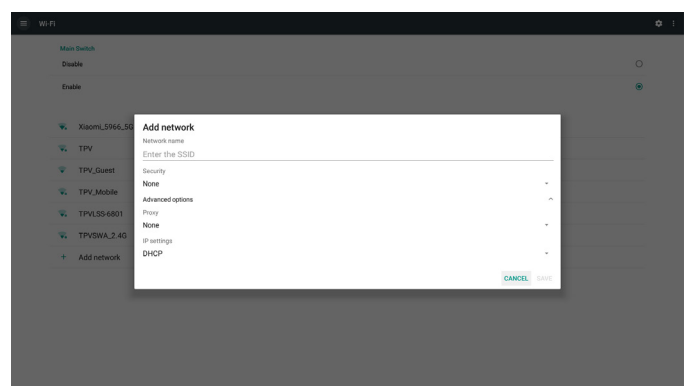 Wi-Fi
Main Switch
Disable
Enable
Xiaomi_5966_5G
TPV
TPV_Guest
TPV_Mobile
TPVLSS-6801
TPVSWA_2.4G
Add network
Add network
Network name
Enter the SSID
Security
None
Advanced options
Proxy
None
IP settings
DHCP
CANCEL SAVE